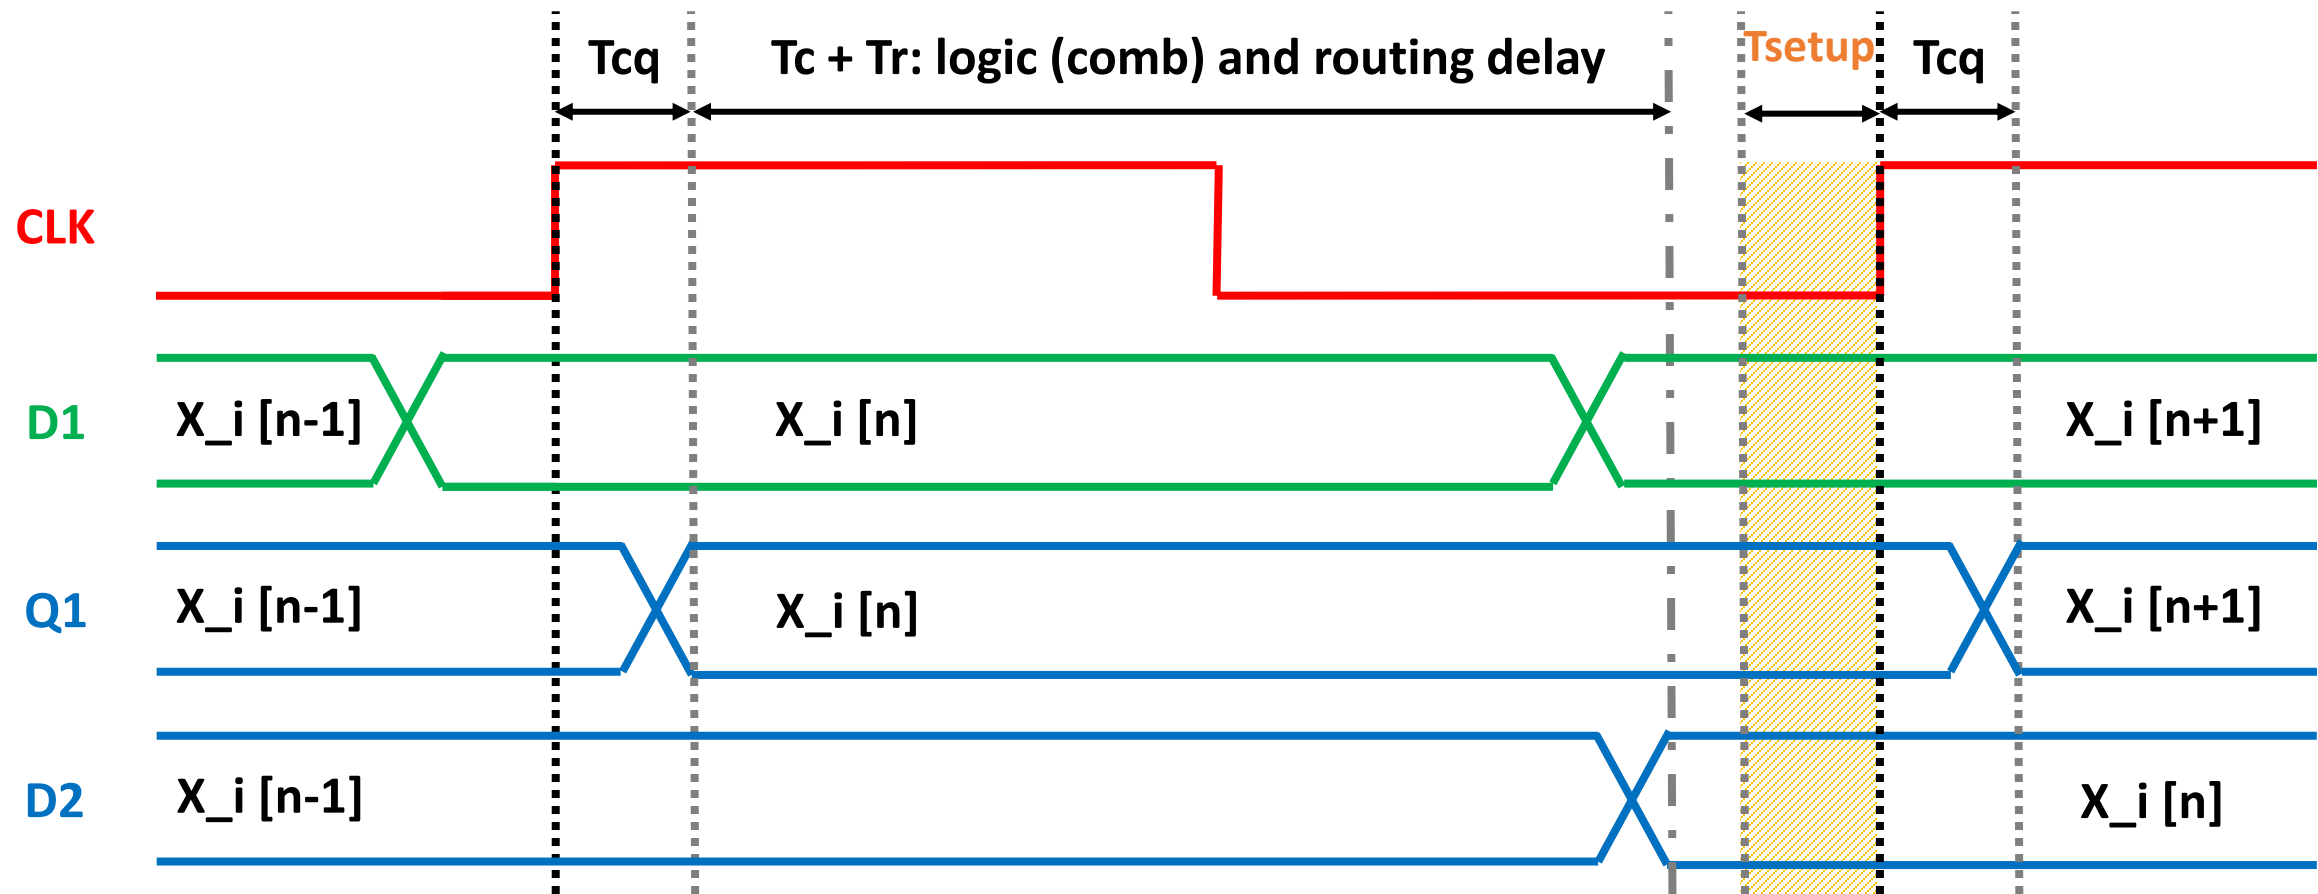 Tcq
Tc + Tr: logic (comb) and routing delay
Tsetup
Tcq
CLK
D1
X_i [n-1]
X_i [n]
X_i [n+1]
Q1
X_i [n-1]
X_i [n]
X_i [n+1]
D2
X_i [n-1]
X_i [n]